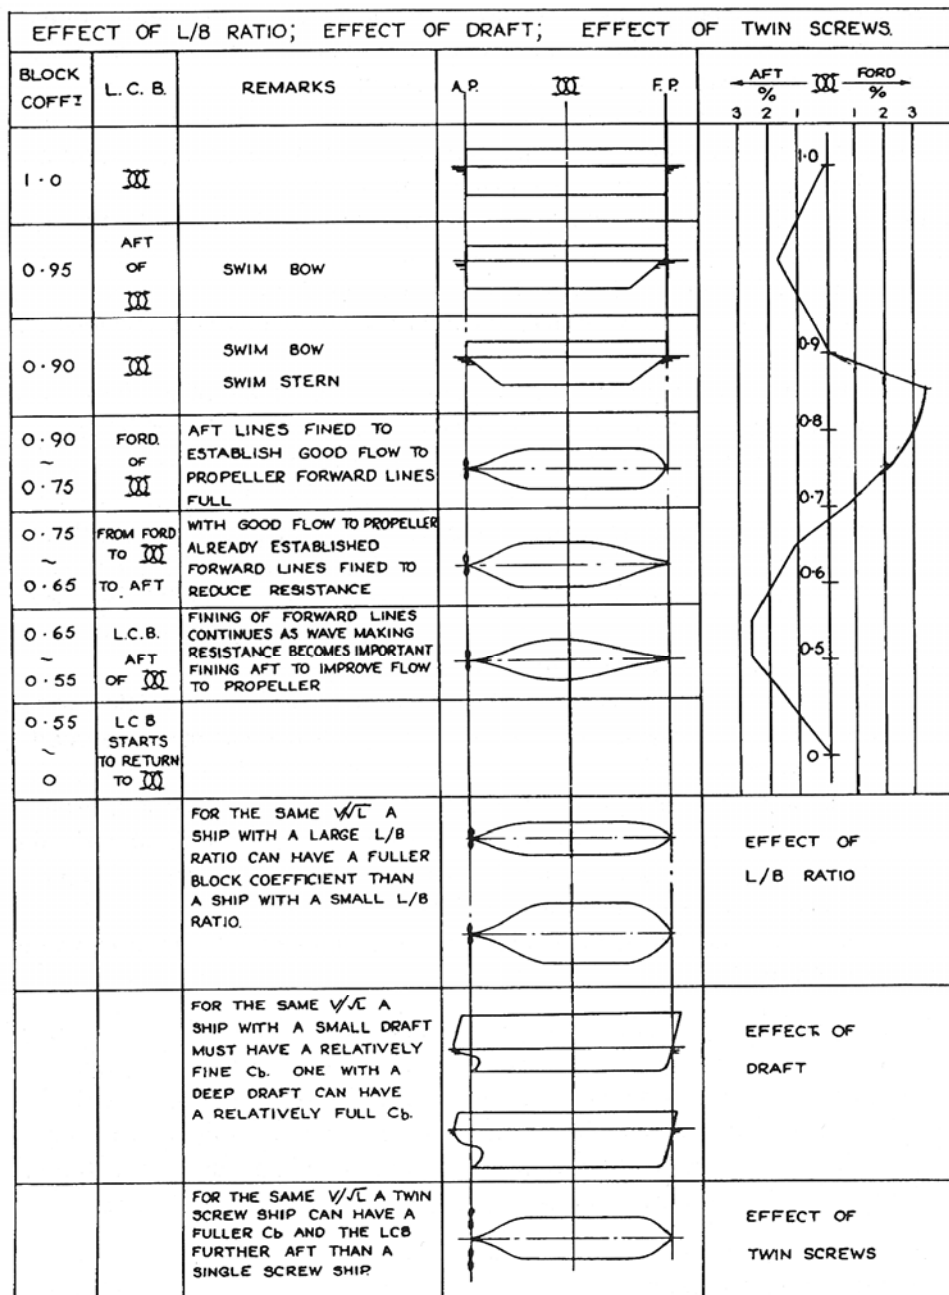 EFFECT OF L/B RATIO; EFFECT OF DRAFT; EFFECT OF TWIN SCREWS.
BLOCK
COFFT
L.C.B.
REMARKS
A.P.
F.P.
AFT
%
FORD
%
3 2 1 1 2 3
1.0
0.95
AFT
OF
SWIM BOW
0.90
SWIM BOW
SWIM STERN
0.90
~
0.75
FORD.
OF
AFT LINES FINED TO
ESTABLISH GOOD FLOW TO
PROPELLER FORWARD LINES
FULL
0.75
~
0.65
FROM FORD
TO
TO AFT
WITH GOOD FLOW TO PROPELLER
ALREADY ESTABLISHED
FORWARD LINES FINED TO
REDUCE RESISTANCE
0.65
~
0.55
L.C.B.
AFT
OF
FINING OF FORWARD LINES
CONTINUES AS WAVE MAKING
RESISTANCE BECOMES IMPORTANT
FINING AFT TO IMPROVE FLOW
TO PROPELLER
0.55
~
0
LCB
STARTS
TO RETURN
TO
1.0
0.9
0.8
0.7
0.6
0.5
0
FOR THE SAME V/√L A
SHIP WITH A LARGE L/B
RATIO CAN HAVE A FULLER
BLOCK COEFFICIENT THAN
A SHIP WITH A SMALL L/B
RATIO.
EFFECT OF
L/B RATIO
FOR THE SAME V/√L A
SHIP WITH A SMALL DRAFT
MUST HAVE A RELATIVELY
FINE Cb. ONE WITH A
DEEP DRAFT CAN HAVE
A RELATIVELY FULL Cb.
EFFECT OF
DRAFT
FOR THE SAME V/√L A TWIN
SCREW SHIP CAN HAVE A
FULLER Cb AND THE LCB
FURTHER AFT THAN A
SINGLE SCREW SHIP.
EFFECT OF
TWIN SCREWS